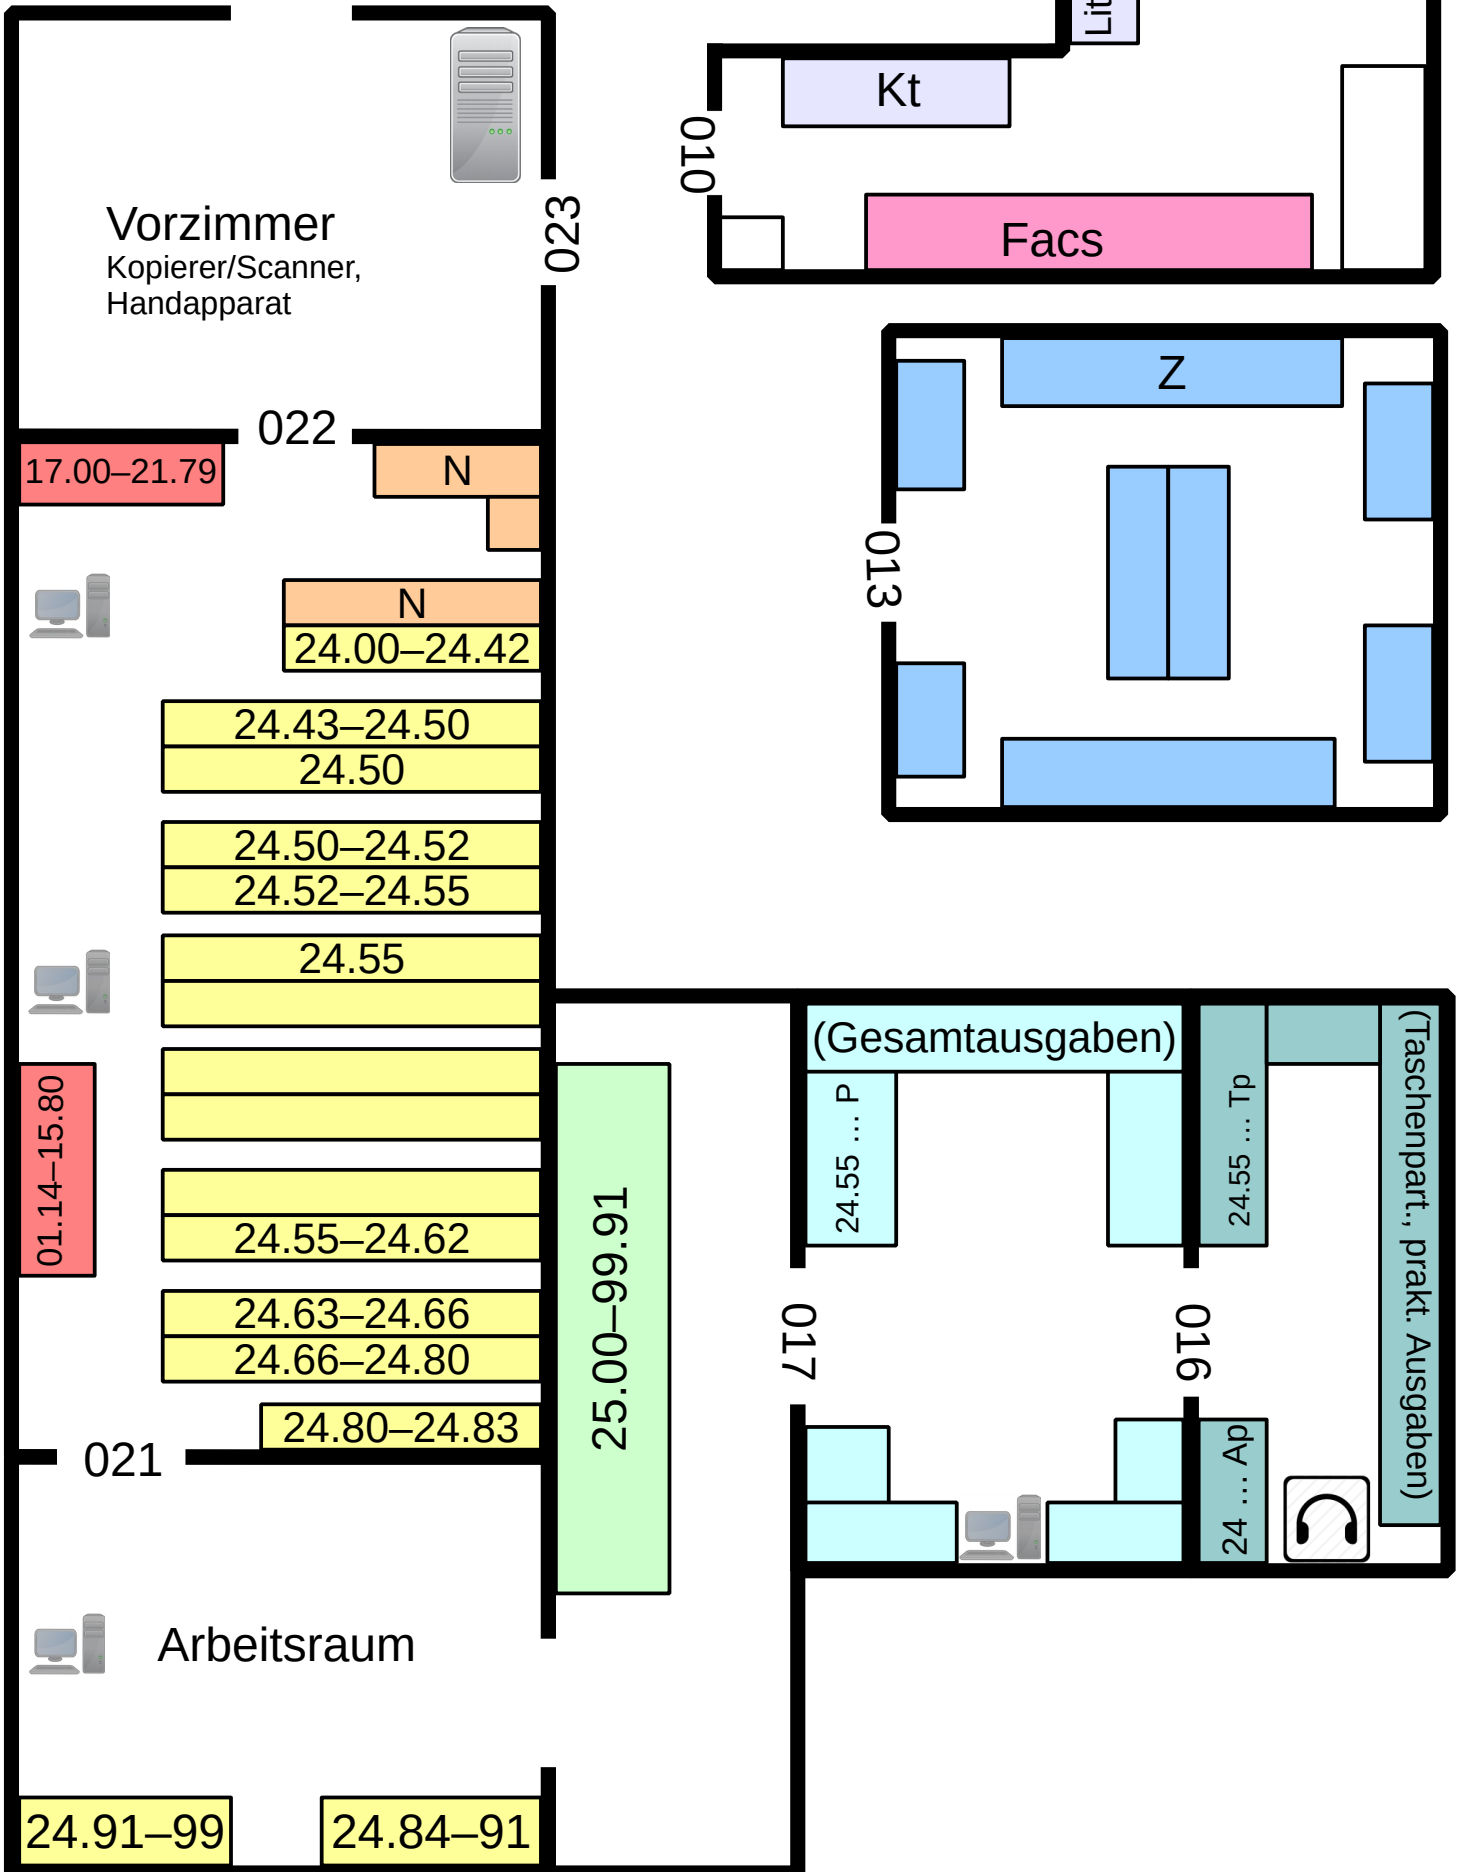 Lit
Kt
010
Facs
Vorzimmer
Kopierer/Scanner,
Handapparat
023
022
17.00–21.79
N
Z
013
N
24.00–24.42
24.43–24.50
24.50
24.50–24.52
24.52–24.55
24.55
01.14–15.80
24.55–24.62
24.63–24.66
24.66–24.80
24.80–24.83
021
25.00–99.91
(Gesamtausgaben)
24.55 … P
017
24.55 … Tp
016
24 … Ap
(Taschenpart., prakt. Ausgaben)
Arbeitsraum
24.91–99
24.84–91